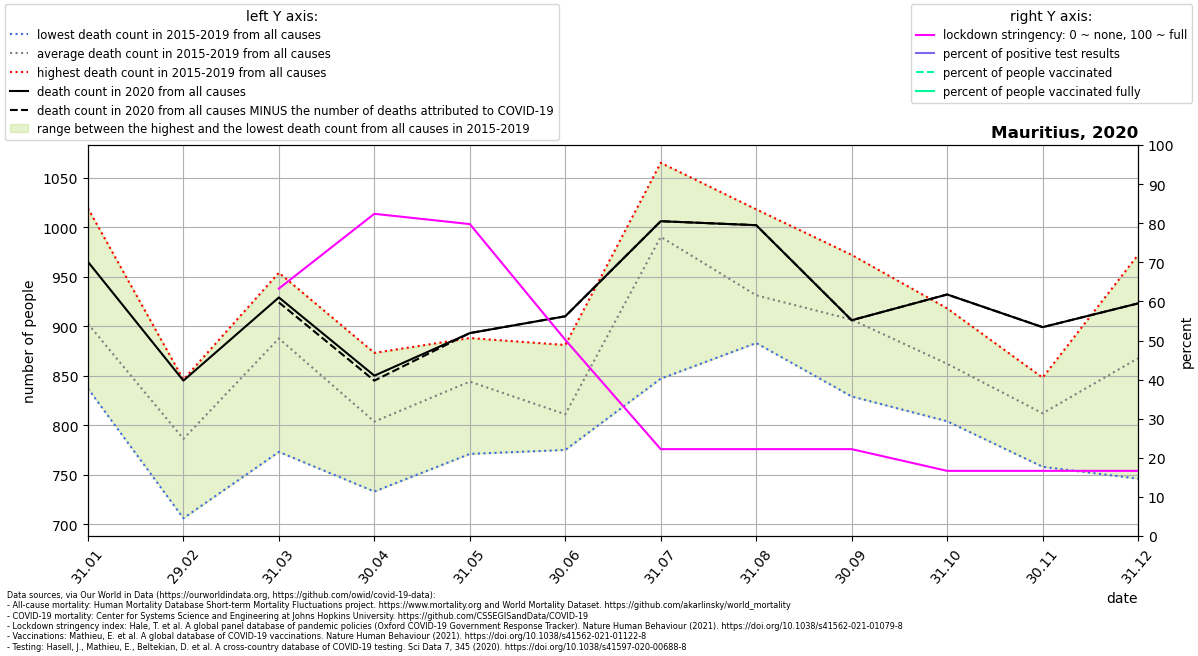 left Y axis:
lowest death count in 2015-2019 from all causes
average death count in 2015-2019 from all causes
highest death count in 2015-2019 from all causes
death count in 2020 from all causes
death count in 2020 from all causes MINUS the number of deaths attributed to COVID-19
range between the highest and the lowest death count from all causes in 2015-2019
right Y axis:
lockdown stringency: 0 ~ none, 100 ~ full
percent of positive test results
percent of people vaccinated
percent of people vaccinated fully
Mauritius, 2020
number of people
1050
1000
950
900
850
800
750
700
100
90
80
70
60
50
40
30
20
10
0
percent
31.01
29.02
31.03
30.04
31.05
30.06
31.07
31.08
30.09
31.10
30.11
31.12
date
Data sources, via Our World in Data (https://ourworldindata.org, https://github.com/owid/covid-19-data):
- All-cause mortality: Human Mortality Database Short-term Mortality Fluctuations project. https://www.mortality.org and World Mortality Dataset. https://github.com/akarlinsky/world_mortality
- COVID-19 mortality: Center for Systems Science and Engineering at Johns Hopkins University. https://github.com/CSSEGISandData/COVID-19
- Lockdown stringency index: Hale, T. et al. A global panel database of pandemic policies (Oxford COVID-19 Government Response Tracker). Nature Human Behaviour (2021). https://doi.org/10.1038/s41562-021-01079-8
- Vaccinations: Mathieu, E. et al. A global database of COVID-19 vaccinations. Nature Human Behaviour (2021). https://doi.org/10.1038/s41562-021-01122-8
- Testing: Hasell, J., Mathieu, E., Beltekian, D. et al. A cross-country database of COVID-19 testing. Sci Data 7, 345 (2020). https://doi.org/10.1038/s41597-020-00688-8